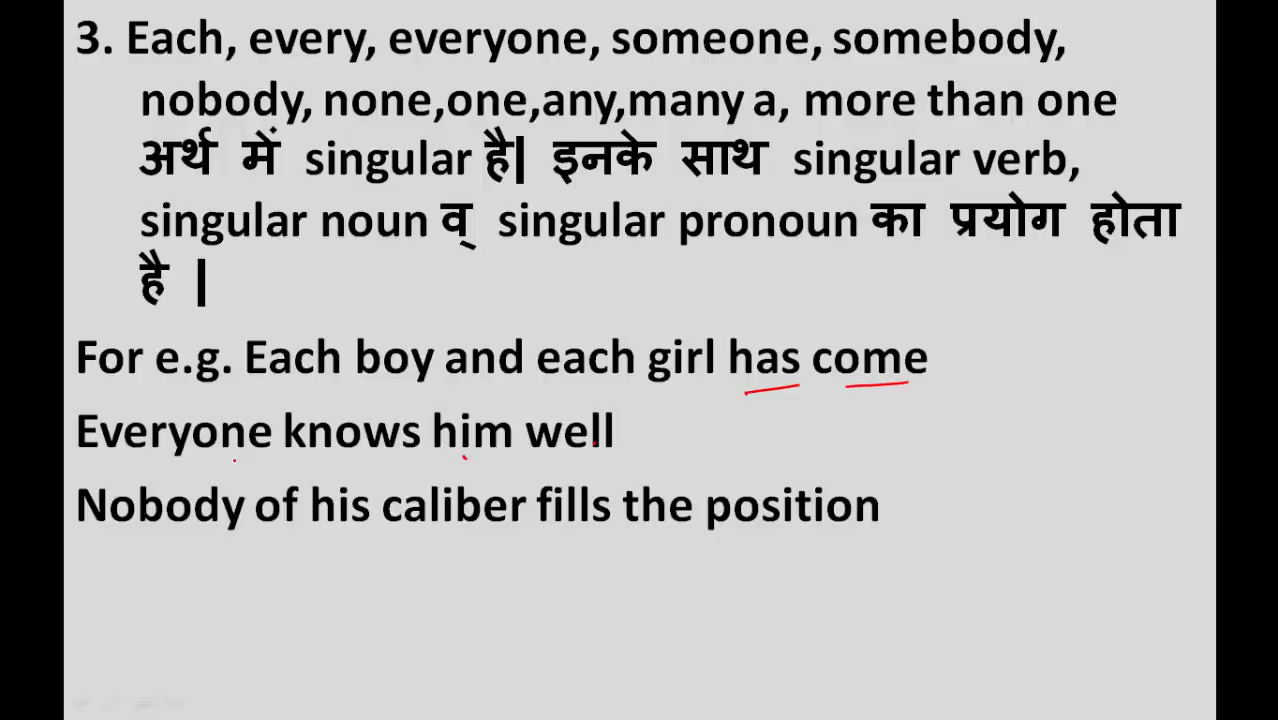 3. Each, every, everyone, someone, somebody,
nobody, none,one,any,many a, more than one
अर्थ में singular है| इनके साथ singular verb,
singular noun व् singular pronoun का प्रयोग होता
है |
For e.g. Each boy and each girl has come
Everyone knows him well
Nobody of his caliber fills the position